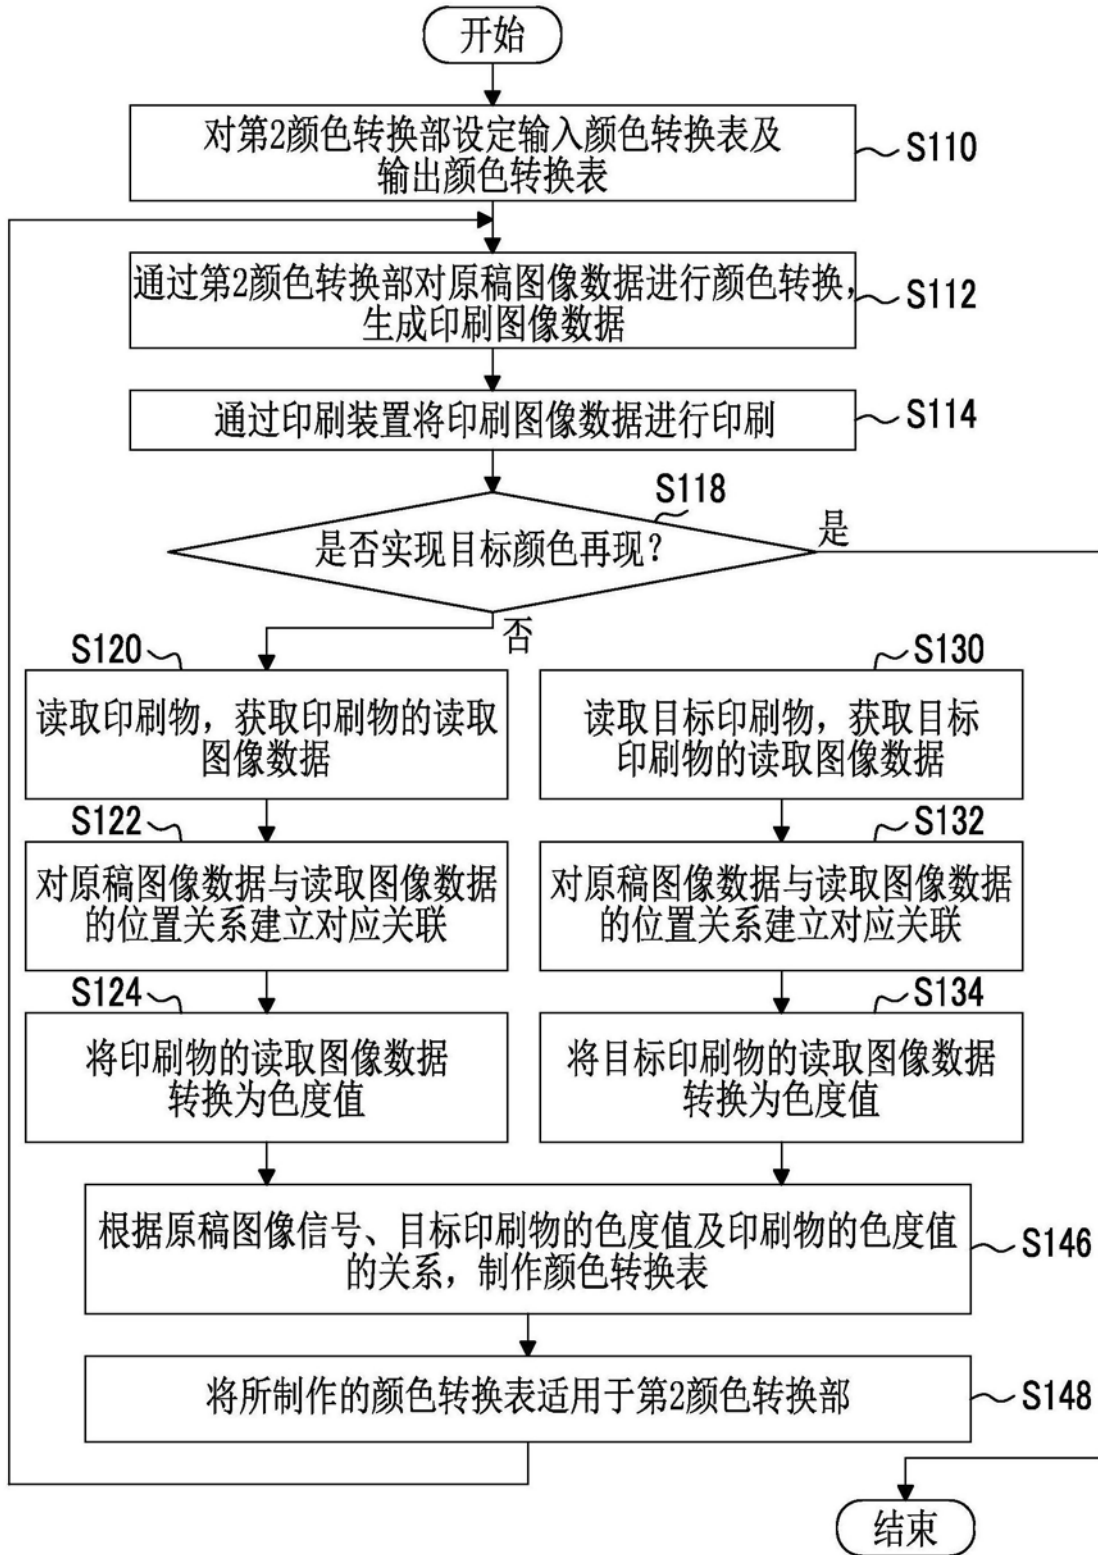 开始
对第2颜色转换部设定输入颜色转换表及
输出颜色转换表
S110
通过第2颜色转换部对原稿图像数据进行颜色转换，
生成印刷图像数据
S112
通过印刷装置将印刷图像数据进行印刷
S114
S118
是否实现目标颜色再现？
是
否
S120
读取印刷物，获取印刷物的读取
图像数据
S130
读取目标印刷物，获取目标
印刷物的读取图像数据
S122
对原稿图像数据与读取图像数据
的位置关系建立对应关联
S132
对原稿图像数据与读取图像数据
的位置关系建立对应关联
S124
将印刷物的读取图像数据
转换为色度值
S134
将目标印刷物的读取图像数据
转换为色度值
根据原稿图像信号、目标印刷物的色度值及印刷物的色度值
的关系，制作颜色转换表
S146
将所制作的颜色转换表适用于第2颜色转换部
S148
结束